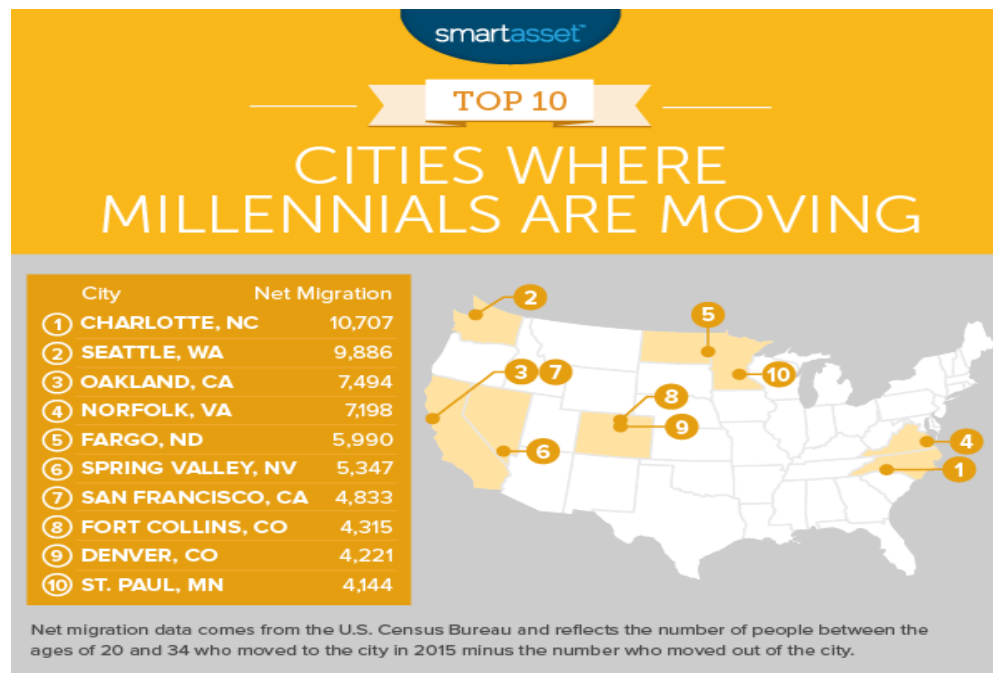 smartasset™
TOP 10
CITIES WHERE
MILLENNIALS ARE MOVING
City Net Migration
1 CHARLOTTE, NC 10,707
2 SEATTLE, WA 9,886
3 OAKLAND, CA 7,494
4 NORFOLK, VA 7,198
5 FARGO, ND 5,990
6 SPRING VALLEY, NV 5,347
7 SAN FRANCISCO, CA 4,833
8 FORT COLLINS, CO 4,315
9 DENVER, CO 4,221
10 ST. PAUL, MN 4,144
2
5
3 7
10
8
9
4
6
1
Net migration data comes from the U.S. Census Bureau and reflects the number of people between the
ages of 20 and 34 who moved to the city in 2015 minus the number who moved out of the city.